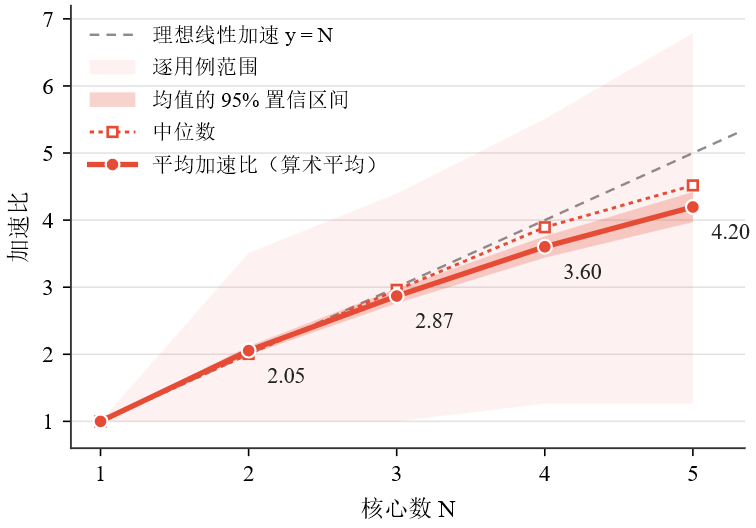 7
6
5
4
3
2
1
加速比
理想线性加速 y = N
逐用例范围
均值的 95% 置信区间
中位数
平均加速比（算术平均）
2.05
2.87
3.60
4.20
1 2 3 4 5
核心数 N